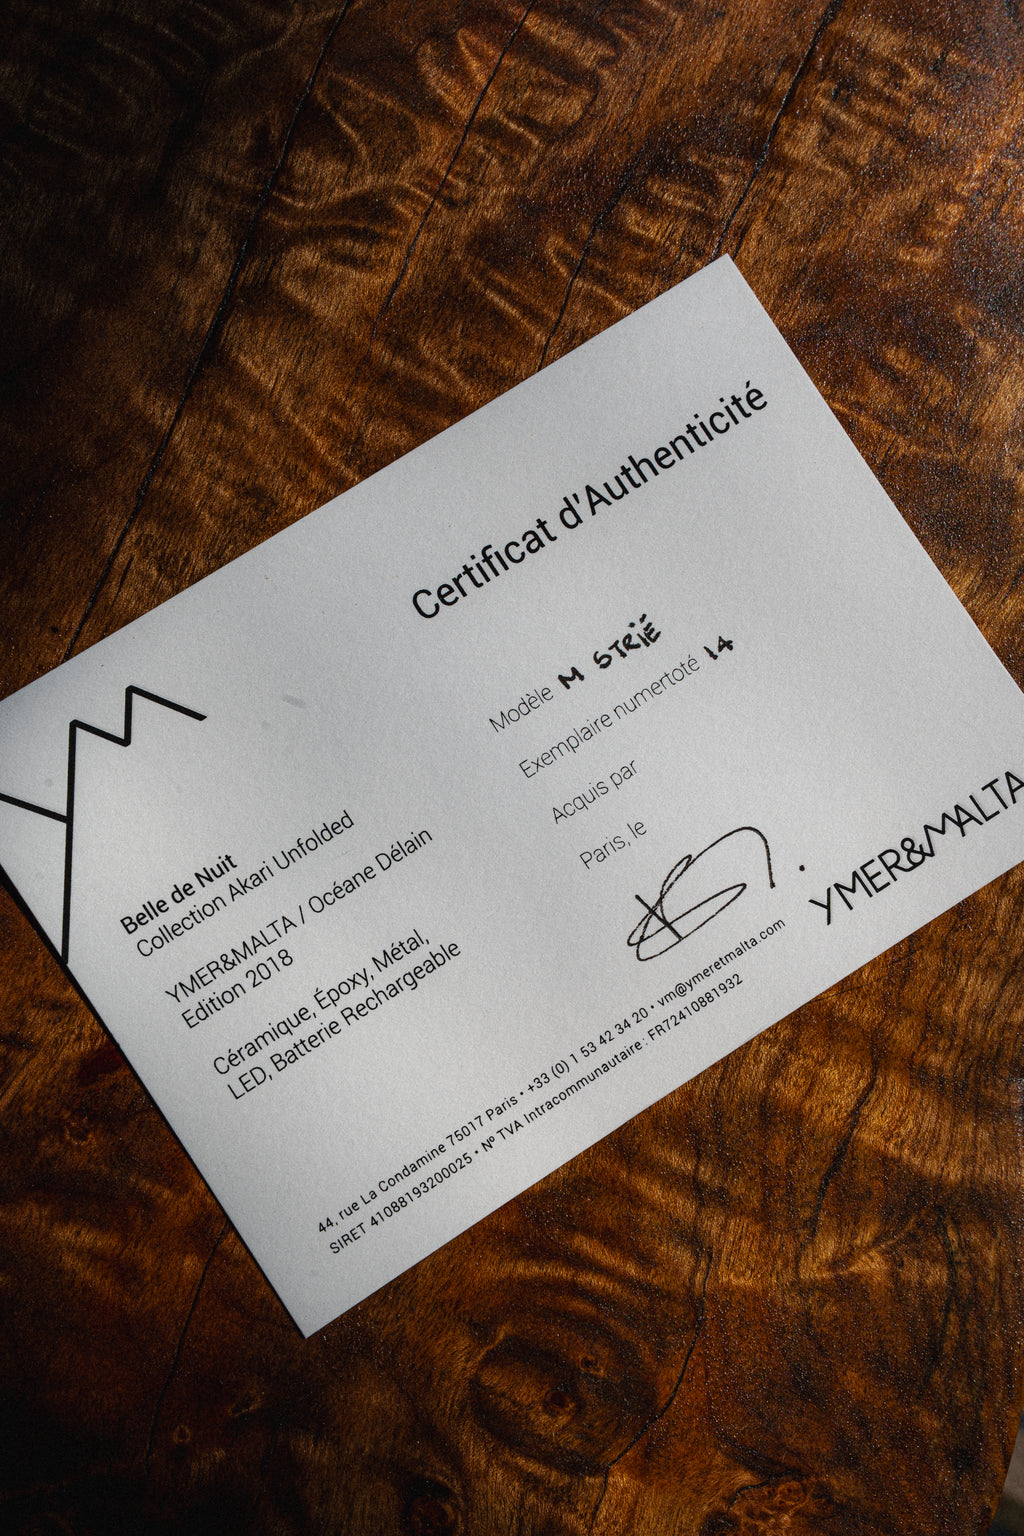 Certificat d'Authenticité
Modèle M STRIÉ
Exemplaire numertoté 14
Acquis par
Paris, le
Belle de Nuit
Collection Akari Unfolded
YMER&MALTA / Océane Délain
Edition 2018
Céramique, Époxy, Métal,
LED, Batterie Rechargeable
YMER&MALTA
44, rue La Condamine 75017 Paris • +33 (0) 1 53 42 34 20 • vm@ymeretmalta.com
SIRET 41088193200025 • Nº TVA Intracommunautaire : FR72410881932